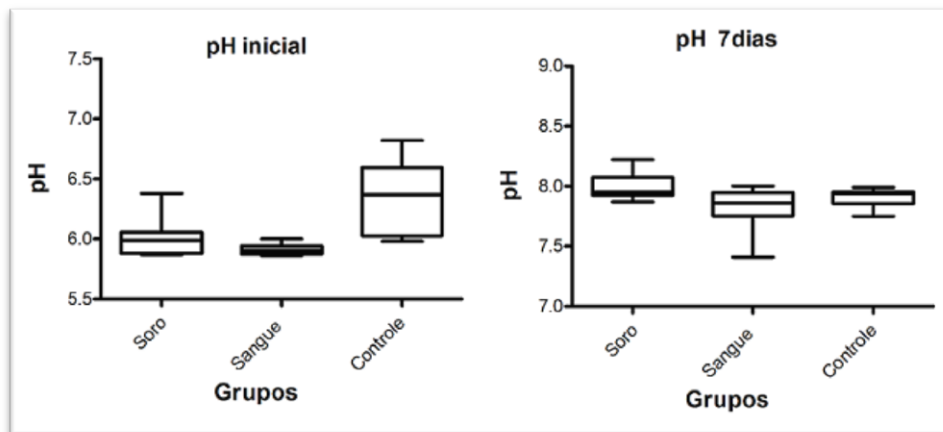 pH inicial
7.5
7.0
6.5
6.0
5.5
pH
Soro
Sangue
Controle
Grupos
pH 7dias
9.0
8.5
8.0
7.5
7.0
pH
Soro
Sangue
Controle
Grupos